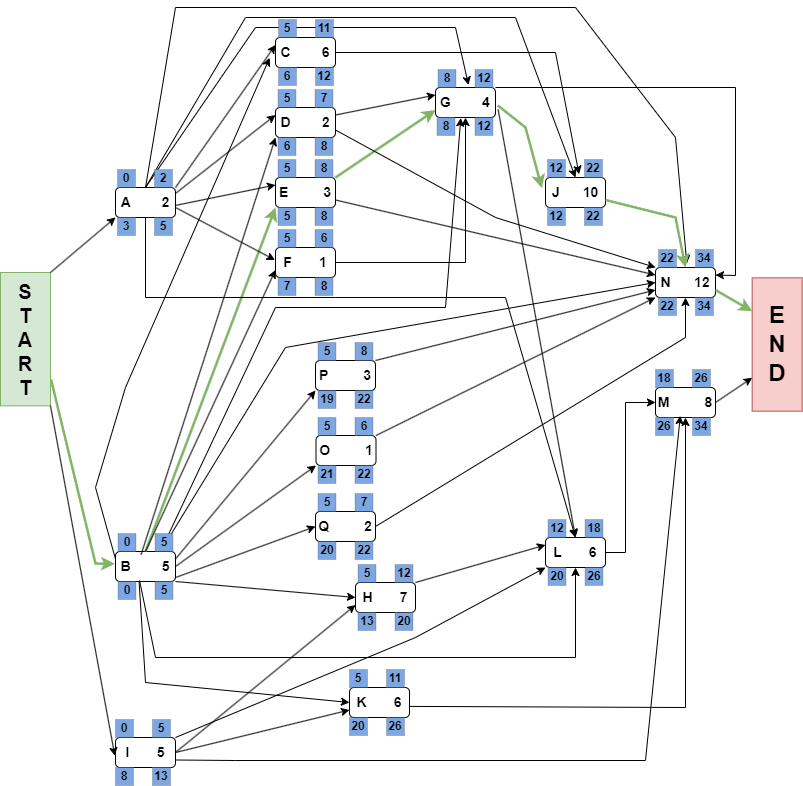 5 11
C 6
6 12
5 7
D 2
6 8
8 12
G 4
8 12
0 2
A 2
3 5
5 8
E 3
5 8
12 22
J 10
12 22
5 6
F 1
7 8
22 34
N 12
22 34
S
T
A
R
T
E
N
D
5 8
P 3
19 22
18 26
M 8
26 34
5 6
O 1
21 22
5 7
Q 2
20 22
0 5
B 5
0 5
12 18
L 6
20 26
5 12
H 7
13 20
5 11
K 6
20 26
0 5
I 5
8 13